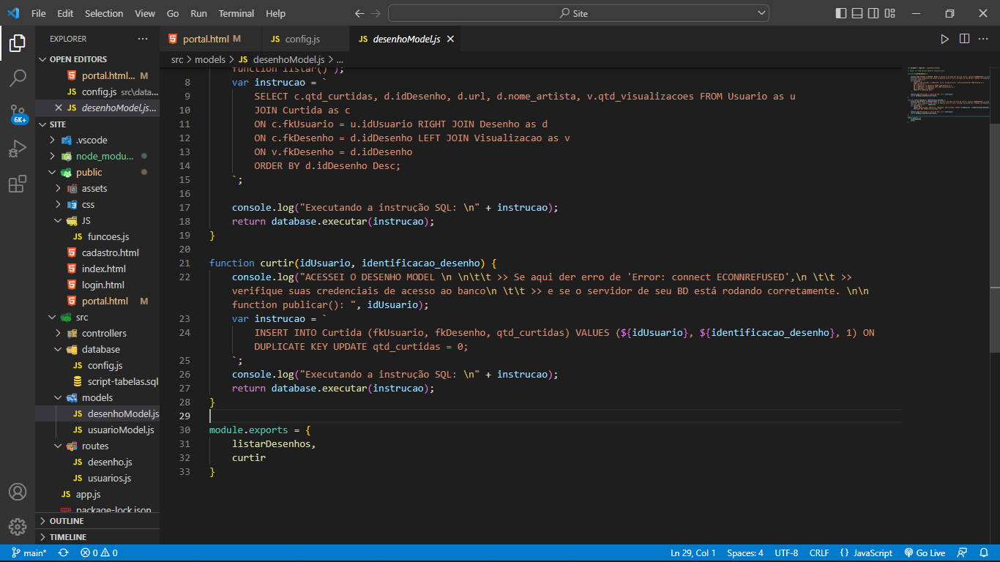 File Edit Selection View Go Run Terminal Help
Site
EXPLORER
OPEN EDITORS
portal.html... M
config.js src\data...
desenhoModel.js...
SITE
.vscode
node_modu...
public
assets
css
JS
funcoes.js
cadastro.html
index.html
login.html
portal.html M
src
controllers
database
config.js
script-tabelas.sql
models
desenhoModel.js
usuarioModel.js
routes
desenho.js
usuarios.js
app.js
package-lock.json
OUTLINE
TIMELINE
6K+
portal.html M
config.js
desenhoModel.js
src > models > JS desenhoModel.js > ...
function listar()");
8 var instrucao = `
9 SELECT c.qtd_curtidas, d.idDesenho, d.url, d.nome_artista, v.qtd_visualizacoes FROM Usuario as u
10 JOIN Curtida as c
11 ON c.fkUsuario = u.idUsuario RIGHT JOIN Desenho as d
12 ON c.fkDesenho = d.idDesenho LEFT JOIN Visualizacao as v
13 ON v.fkDesenho = d.idDesenho
14 ORDER BY d.idDesenho Desc;
15 `;
16
17 console.log("Executando a instrução SQL: \n" + instrucao);
18 return database.executar(instrucao);
19 }
20
21 function curtir(idUsuario, identificacao_desenho) {
22 console.log("ACESSEI O DESENHO MODEL \n \n\t\t >> Se aqui der erro de 'Error: connect ECONNREFUSED',\n \t\t >>
verifique suas credenciais de acesso ao banco\n \t\t >> e se o servidor de seu BD está rodando corretamente. \n\n
function publicar(): ", idUsuario);
23 var instrucao = `
24 INSERT INTO Curtida (fkUsuario, fkDesenho, qtd_curtidas) VALUES (${idUsuario}, ${identificacao_desenho}, 1) ON
DUPLICATE KEY UPDATE qtd_curtidas = 0;
25 `;
26 console.log("Executando a instrução SQL: \n" + instrucao);
27 return database.executar(instrucao);
28 }
29
30 module.exports = {
31 listarDesenhos,
32 curtir
33 }
main* 0 0
Ln 29, Col 1 Spaces: 4 UTF-8 CRLF {} JavaScript Go Live